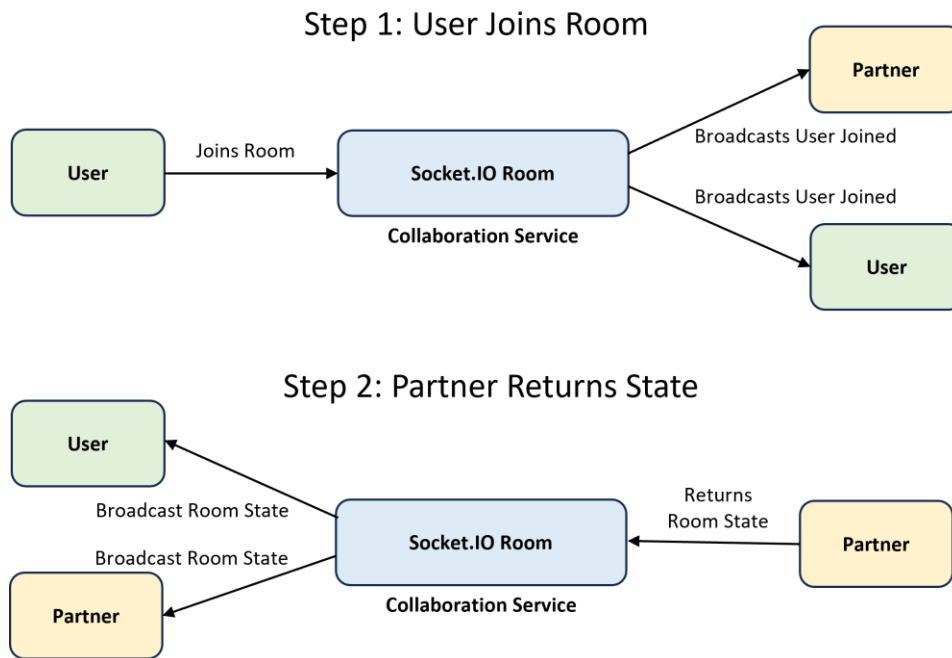 Step 1: User Joins Room
Partner
Broadcasts User Joined
User
Joins Room
Socket.IO Room
Collaboration Service
Broadcasts User Joined
User
Step 2: Partner Returns State
User
Broadcast Room State
Broadcast Room State
Partner
Socket.IO Room
Collaboration Service
Returns
Room State
Partner